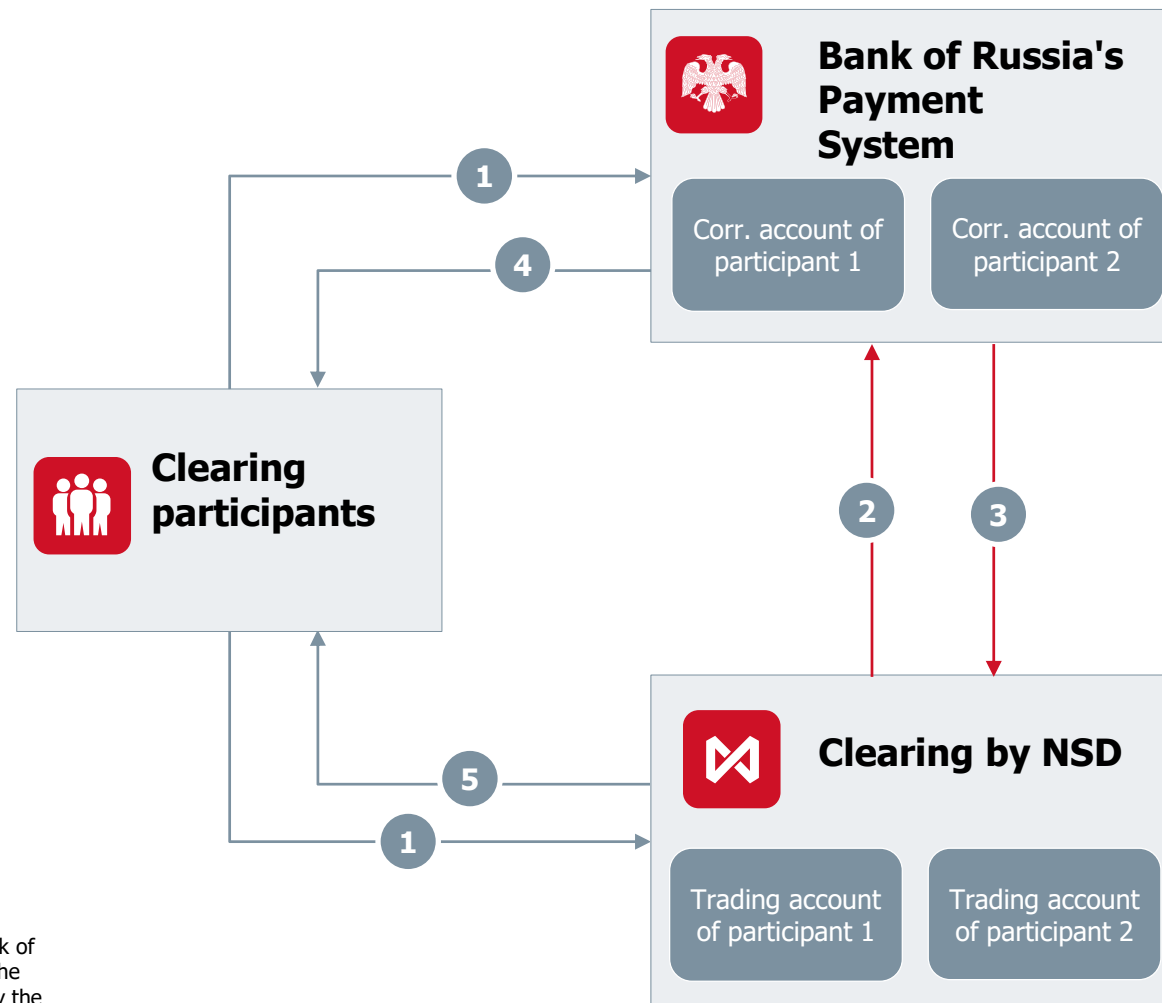 Bank of Russia's
Payment
System
1
Corr. account of
participant 1
Corr. account of
participant 2
4
Clearing
participants
2
3
Clearing by NSD
5
1
Trading account
of participant 1
Trading account
of participant 2
of